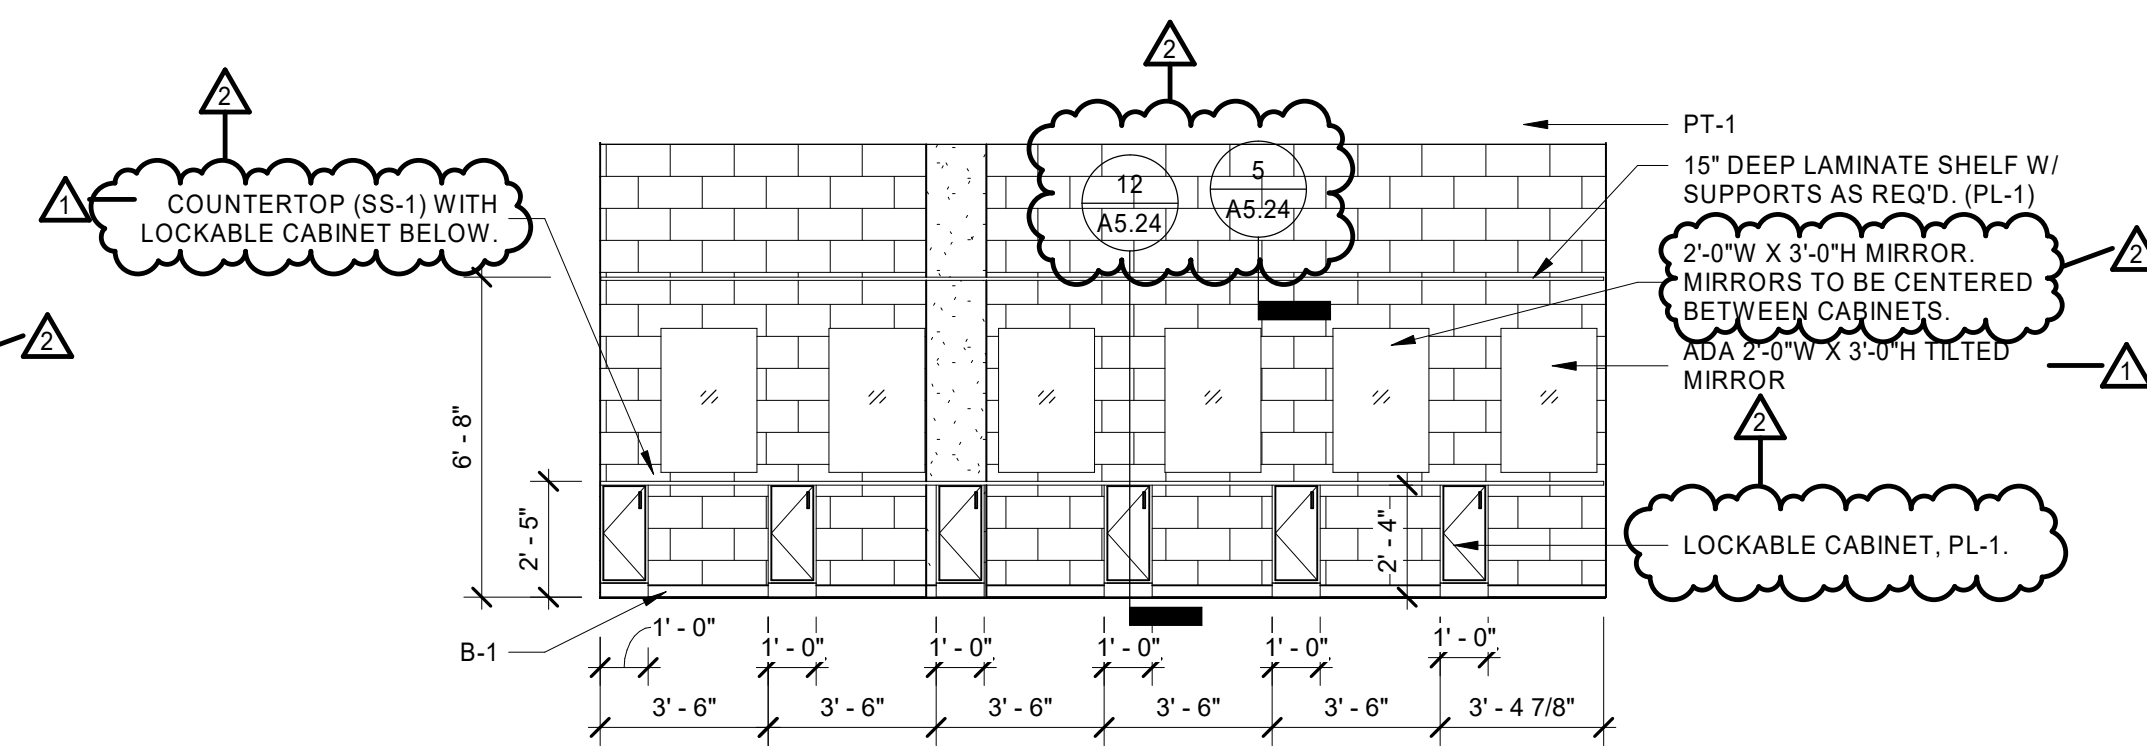 2
2
1
COUNTERTOP (SS-1) WITH
LOCKABLE CABINET BELOW.
2
12
A5.24
5
A5.24
PT-1
15" DEEP LAMINATE SHELF W/
SUPPORTS AS REQ'D. (PL-1)
2'-0"W X 3'-0"H MIRROR.
MIRRORS TO BE CENTERED
BETWEEN CABINETS.
2
ADA 2'-0"W X 3'-0"H TILTED
MIRROR
1
2
LOCKABLE CABINET, PL-1.
6' - 8"
2' - 5"
2' - 4"
B-1
1' - 0"
1' - 0"
1' - 0"
1' - 0"
1' - 0"
1' - 0"
3' - 6"
3' - 6"
3' - 6"
3' - 6"
3' - 6"
3' - 4 7/8"